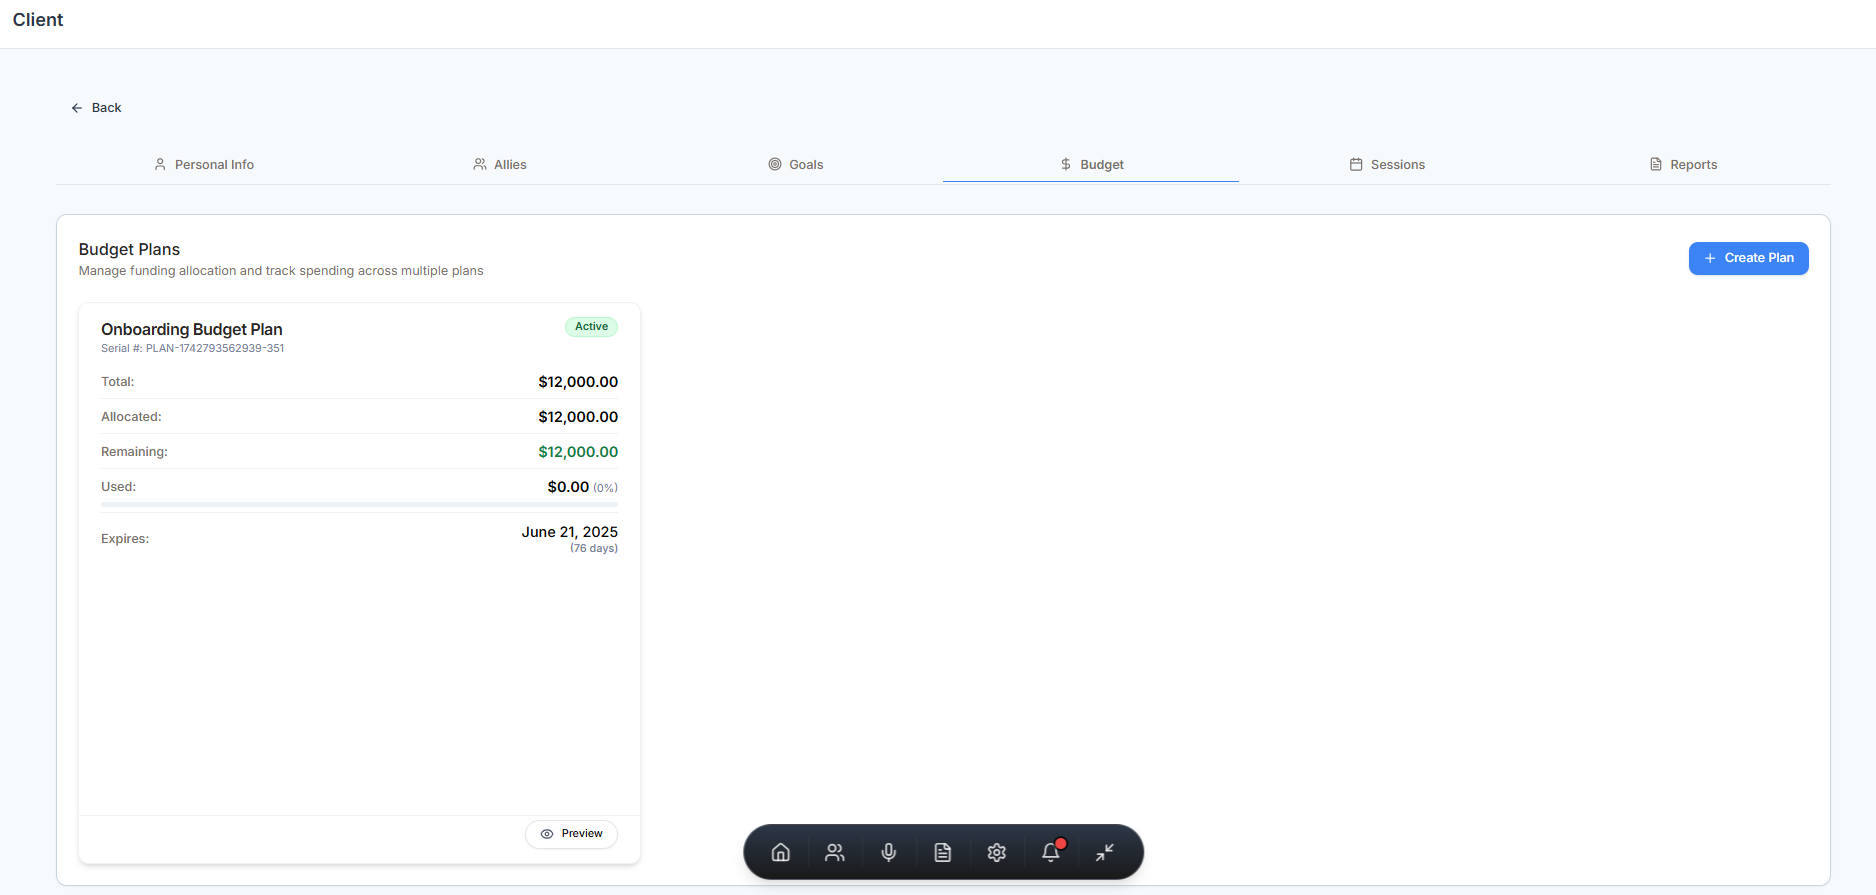 Client
Back
Personal Info
Allies
Goals
Budget
Sessions
Reports
Budget Plans
Manage funding allocation and track spending across multiple plans
Create Plan
Onboarding Budget Plan
Active
Serial #: PLAN-1742793562939-351
Total: $12,000.00
Allocated: $12,000.00
Remaining: $12,000.00
Used: $0.00 (0%)
Expires: June 21, 2025
(76 days)
Preview